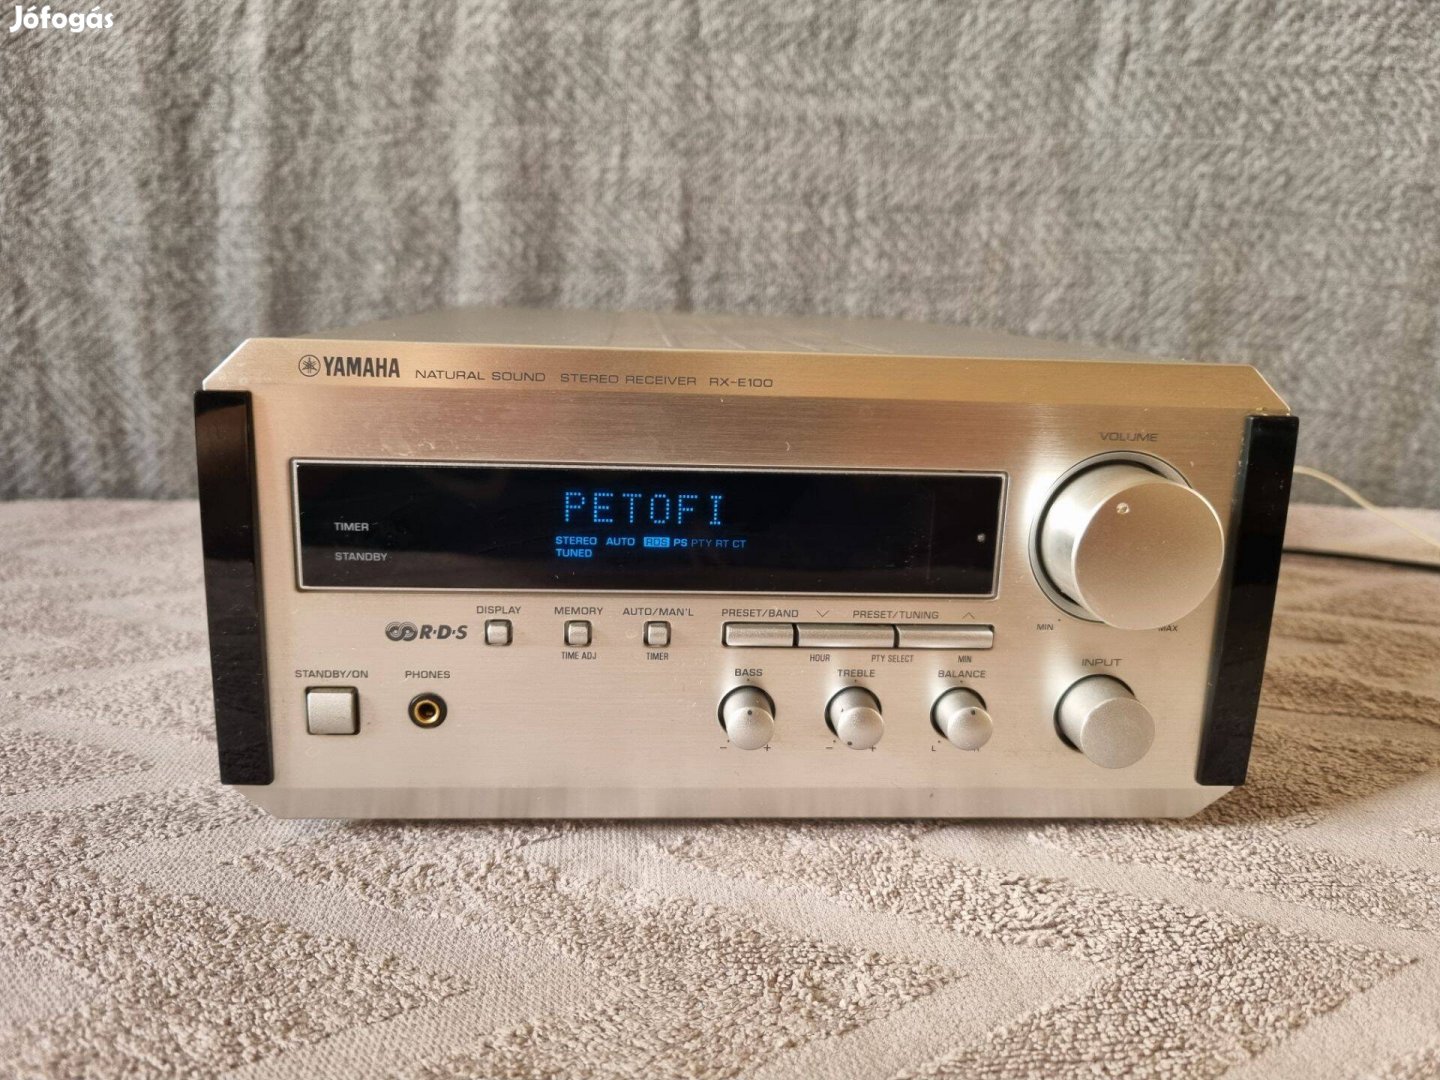 Jófogás
YAMAHA NATURAL SOUND STEREO RECEIVER RX-E100
VOLUME
PETOFI
TIMER
STEREO AUTO RDS PS PTY RT CT
STANDBY
TUNED
MIN MAX
DISPLAY MEMORY AUTO/MAN'L PRESET/BAND PRESET/TUNING
R·D·S
TIME ADJ TIMER HOUR PTY SELECT MIN
STANDBY/ON PHONES BASS TREBLE BALANCE INPUT
− + − + L R